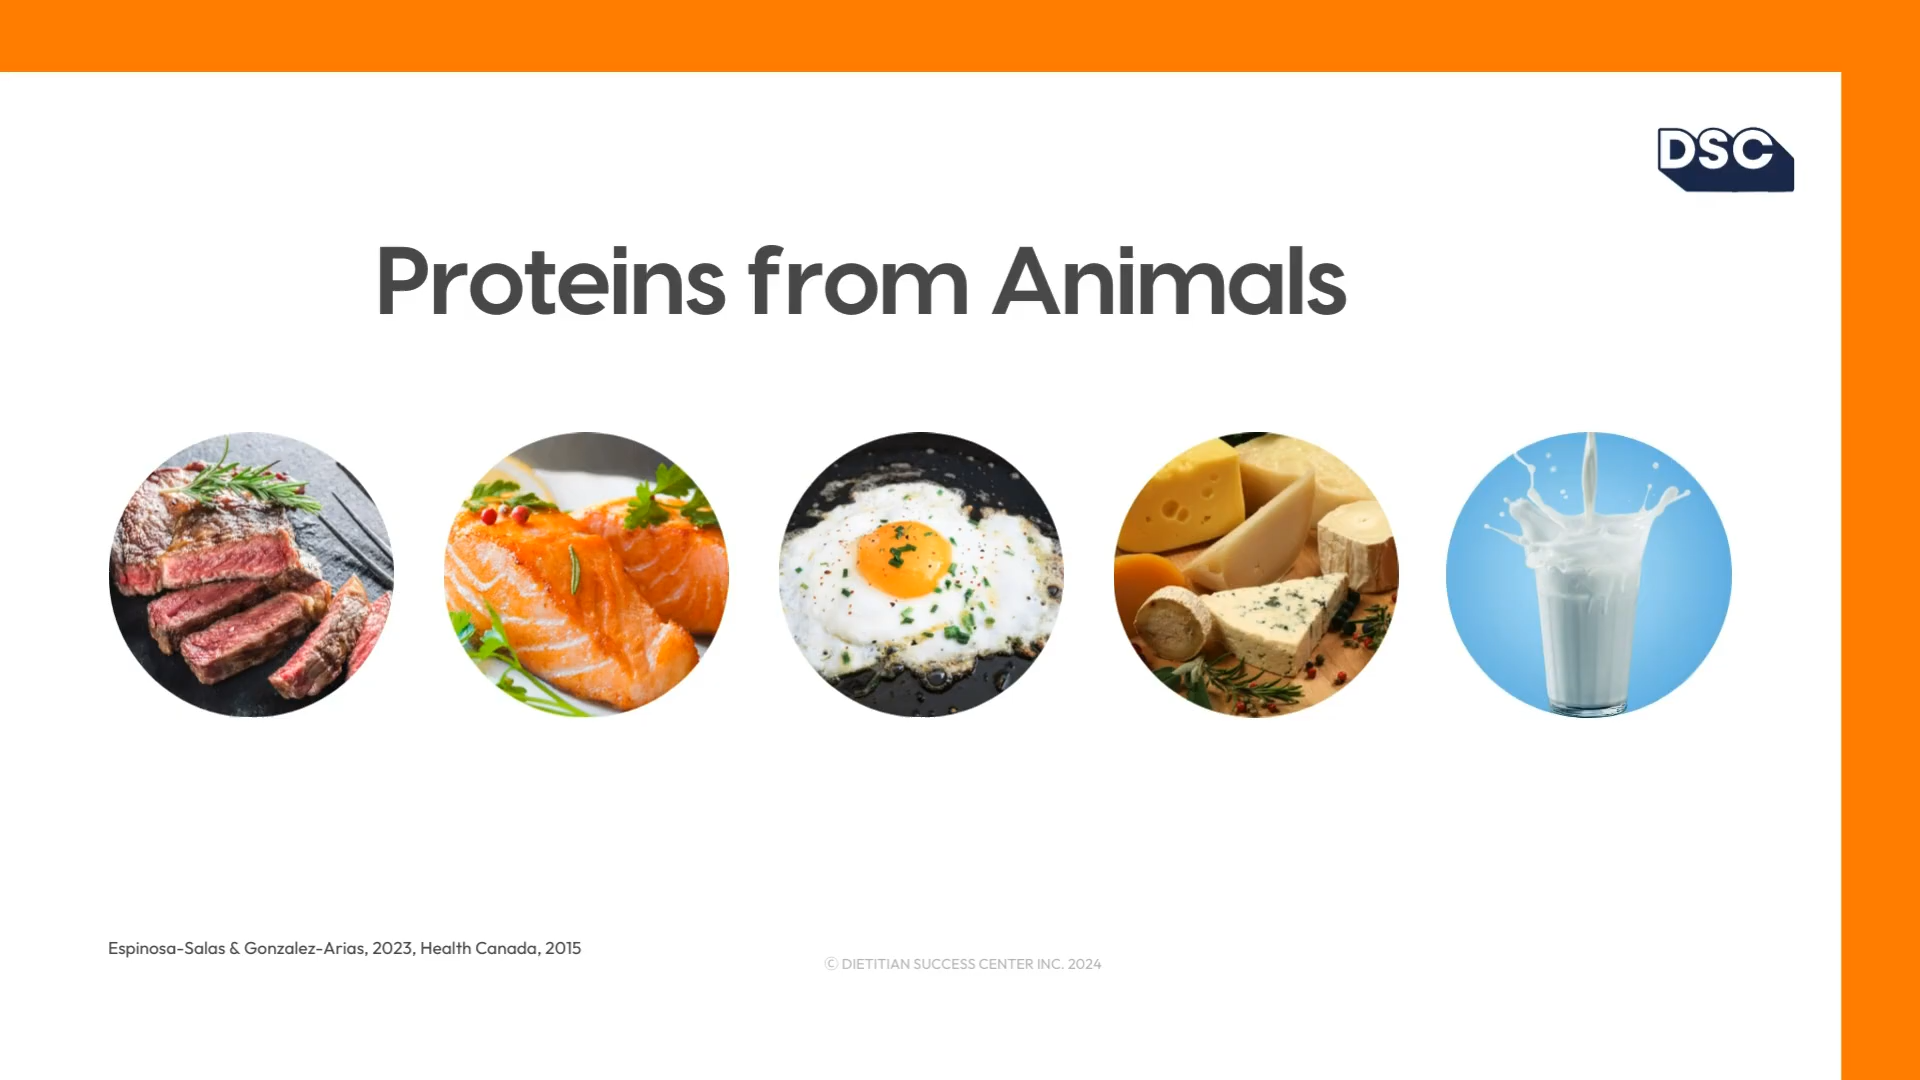 DSC
Proteins from Animals
Espinosa-Salas & Gonzalez-Arias, 2023, Health Canada, 2015
© DIETITIAN SUCCESS CENTER INC. 2024